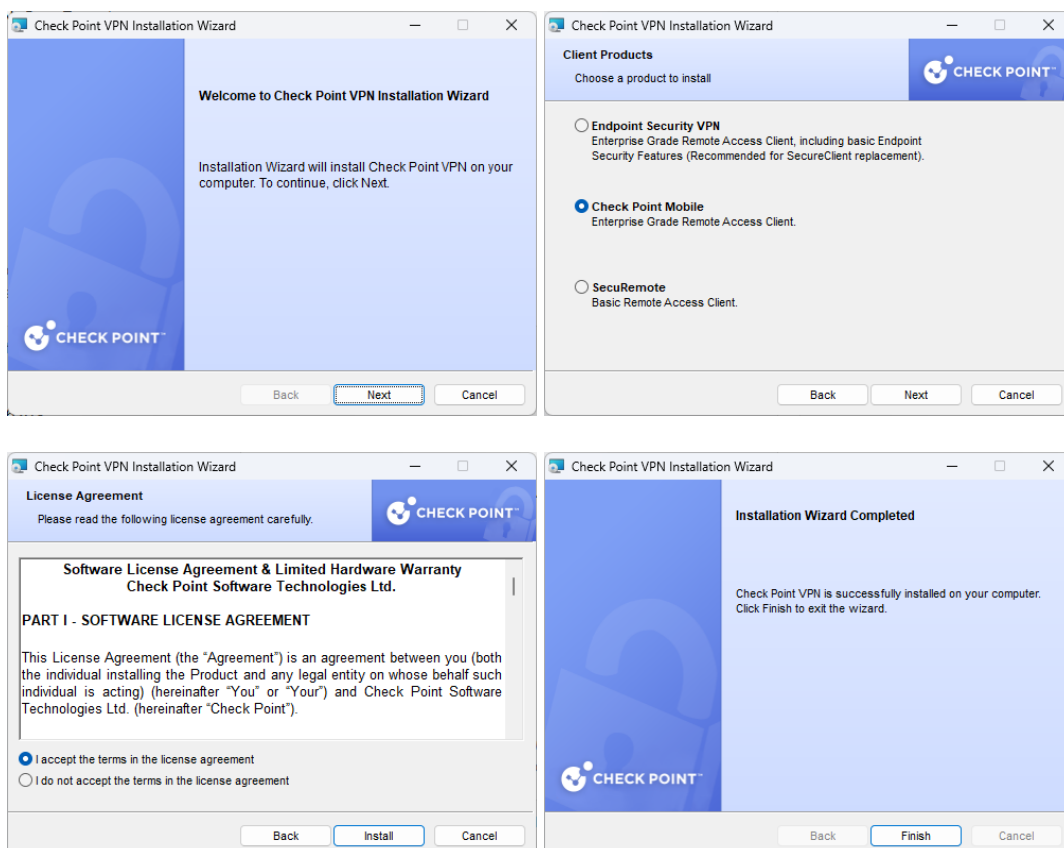 Check Point VPN Installation Wizard
Welcome to Check Point VPN Installation Wizard
Installation Wizard will install Check Point VPN on your
computer. To continue, click Next.
CHECK POINT™
Back
Next
Cancel
Check Point VPN Installation Wizard
Client Products
Choose a product to install
CHECK POINT™
Endpoint Security VPN
Enterprise Grade Remote Access Client, including basic Endpoint
Security Features (Recommended for SecureClient replacement).
Check Point Mobile
Enterprise Grade Remote Access Client.
SecuRemote
Basic Remote Access Client.
Back
Next
Cancel
Check Point VPN Installation Wizard
License Agreement
Please read the following license agreement carefully.
CHECK POINT™
Software License Agreement & Limited Hardware Warranty
Check Point Software Technologies Ltd.
PART I - SOFTWARE LICENSE AGREEMENT
This License Agreement (the “Agreement”) is an agreement between you (both
the individual installing the Product and any legal entity on whose behalf such
individual is acting) (hereinafter “You” or “Your”) and Check Point Software
Technologies Ltd. (hereinafter “Check Point”).
I accept the terms in the license agreement
I do not accept the terms in the license agreement
Back
Install
Cancel
Check Point VPN Installation Wizard
Installation Wizard Completed
Check Point VPN is successfully installed on your computer.
Click Finish to exit the wizard.
CHECK POINT™
Back
Finish
Cancel